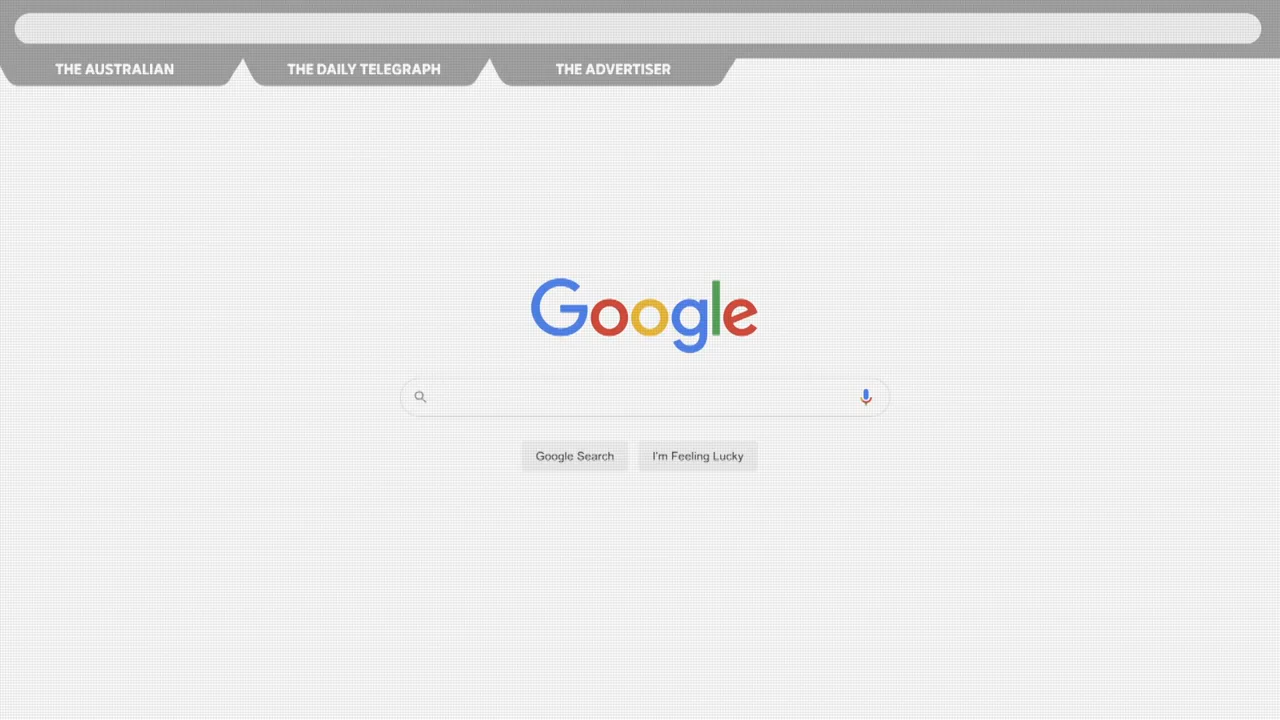 THE AUSTRALIAN
THE DAILY TELEGRAPH
THE ADVERTISER
Google
Google Search
I'm Feeling Lucky